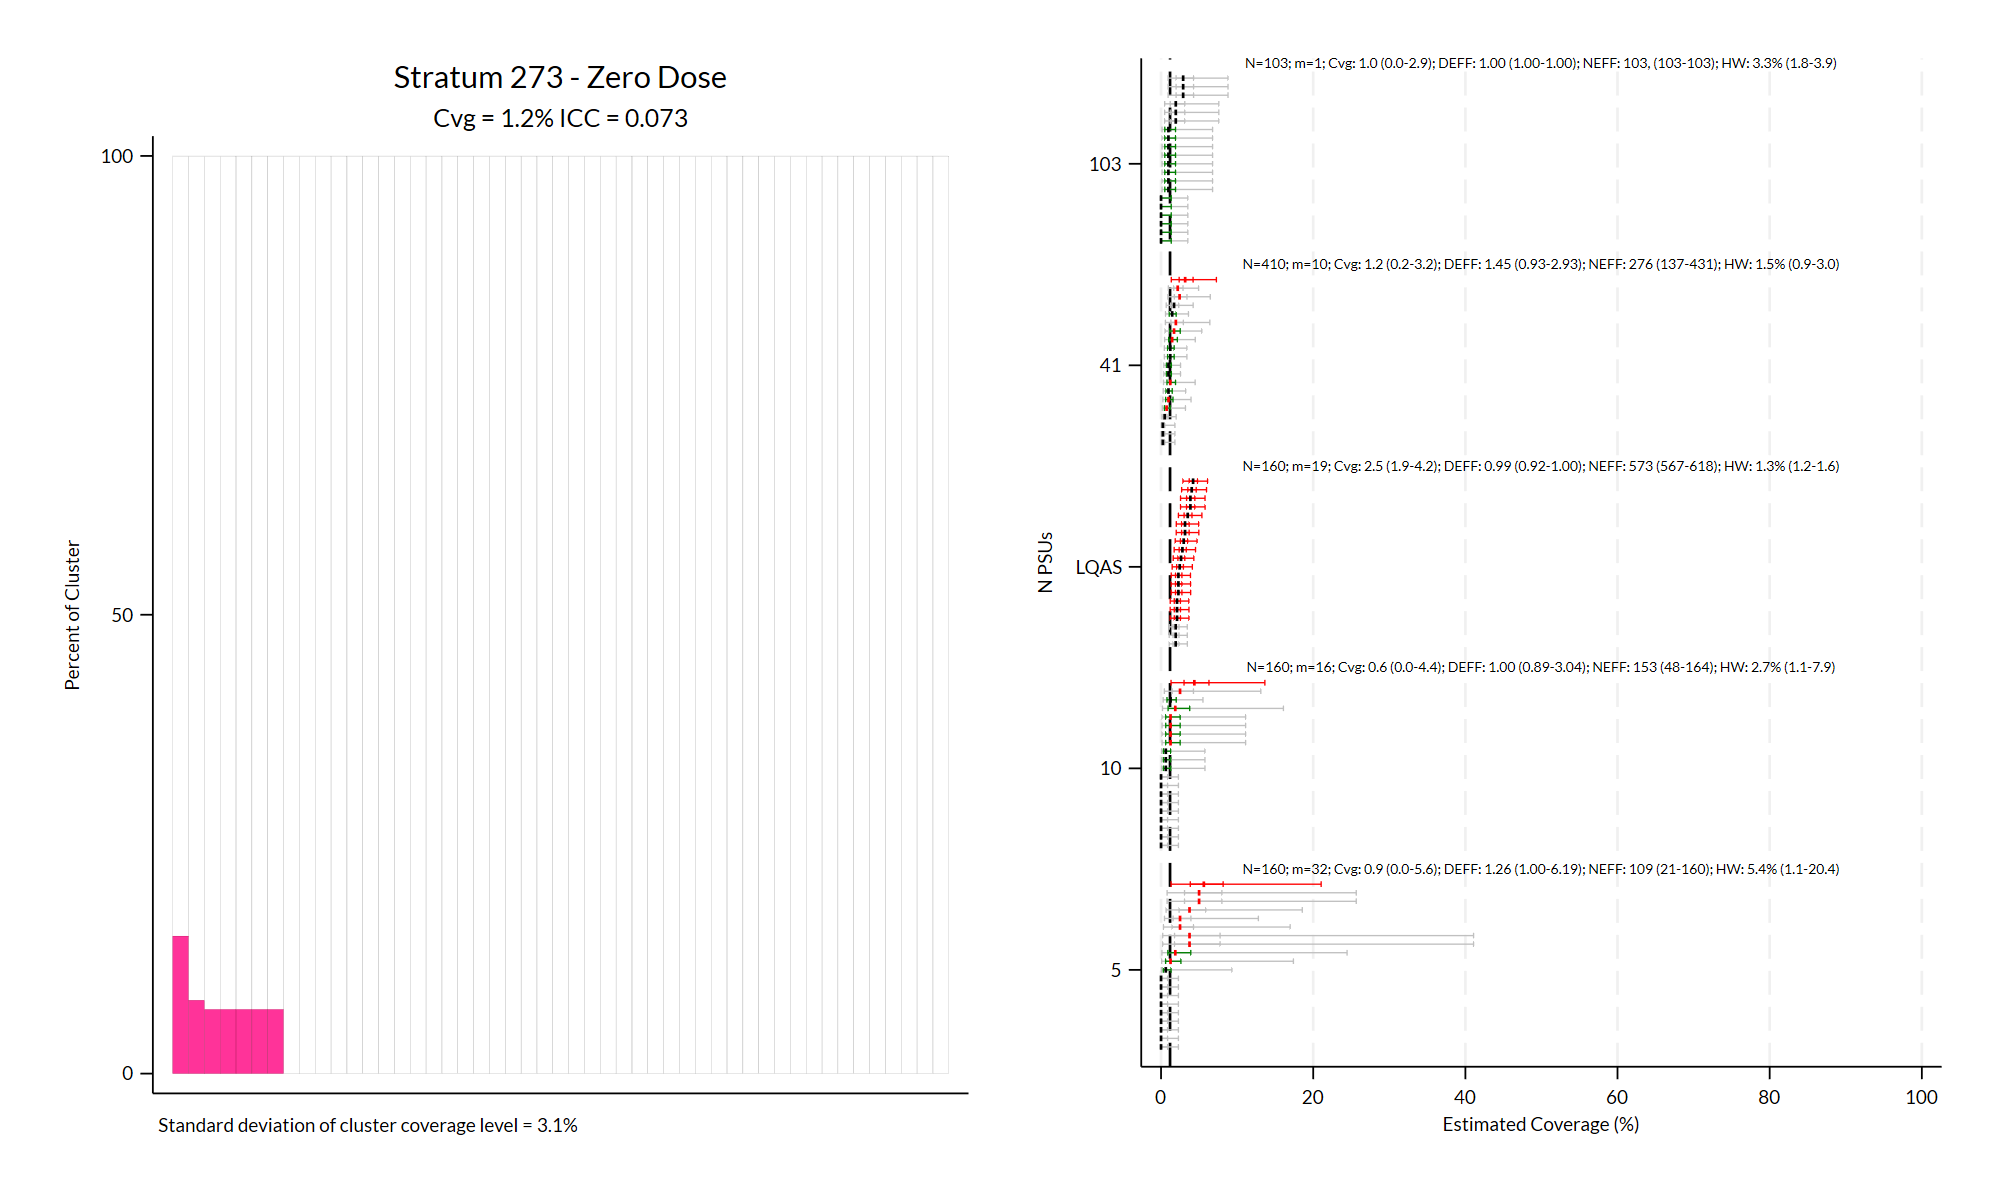 Stratum 273 - Zero Dose
Cvg = 1.2% ICC = 0.073
100
50
0
Percent of Cluster
Standard deviation of cluster coverage level = 3.1%
N=103; m=1; Cvg: 1.0 (0.0-2.9); DEFF: 1.00 (1.00-1.00); NEFF: 103, (103-103); HW: 3.3% (1.8-3.9)
103
N=410; m=10; Cvg: 1.2 (0.2-3.2); DEFF: 1.45 (0.93-2.93); NEFF: 276 (137-431); HW: 1.5% (0.9-3.0)
41
N=160; m=19; Cvg: 2.5 (1.9-4.2); DEFF: 0.99 (0.92-1.00); NEFF: 573 (567-618); HW: 1.3% (1.2-1.6)
N PSUs
LQAS
N=160; m=16; Cvg: 0.6 (0.0-4.4); DEFF: 1.00 (0.89-3.04); NEFF: 153 (48-164); HW: 2.7% (1.1-7.9)
10
N=160; m=32; Cvg: 0.9 (0.0-5.6); DEFF: 1.26 (1.00-6.19); NEFF: 109 (21-160); HW: 5.4% (1.1-20.4)
5
0 20 40 60 80 100
Estimated Coverage (%)